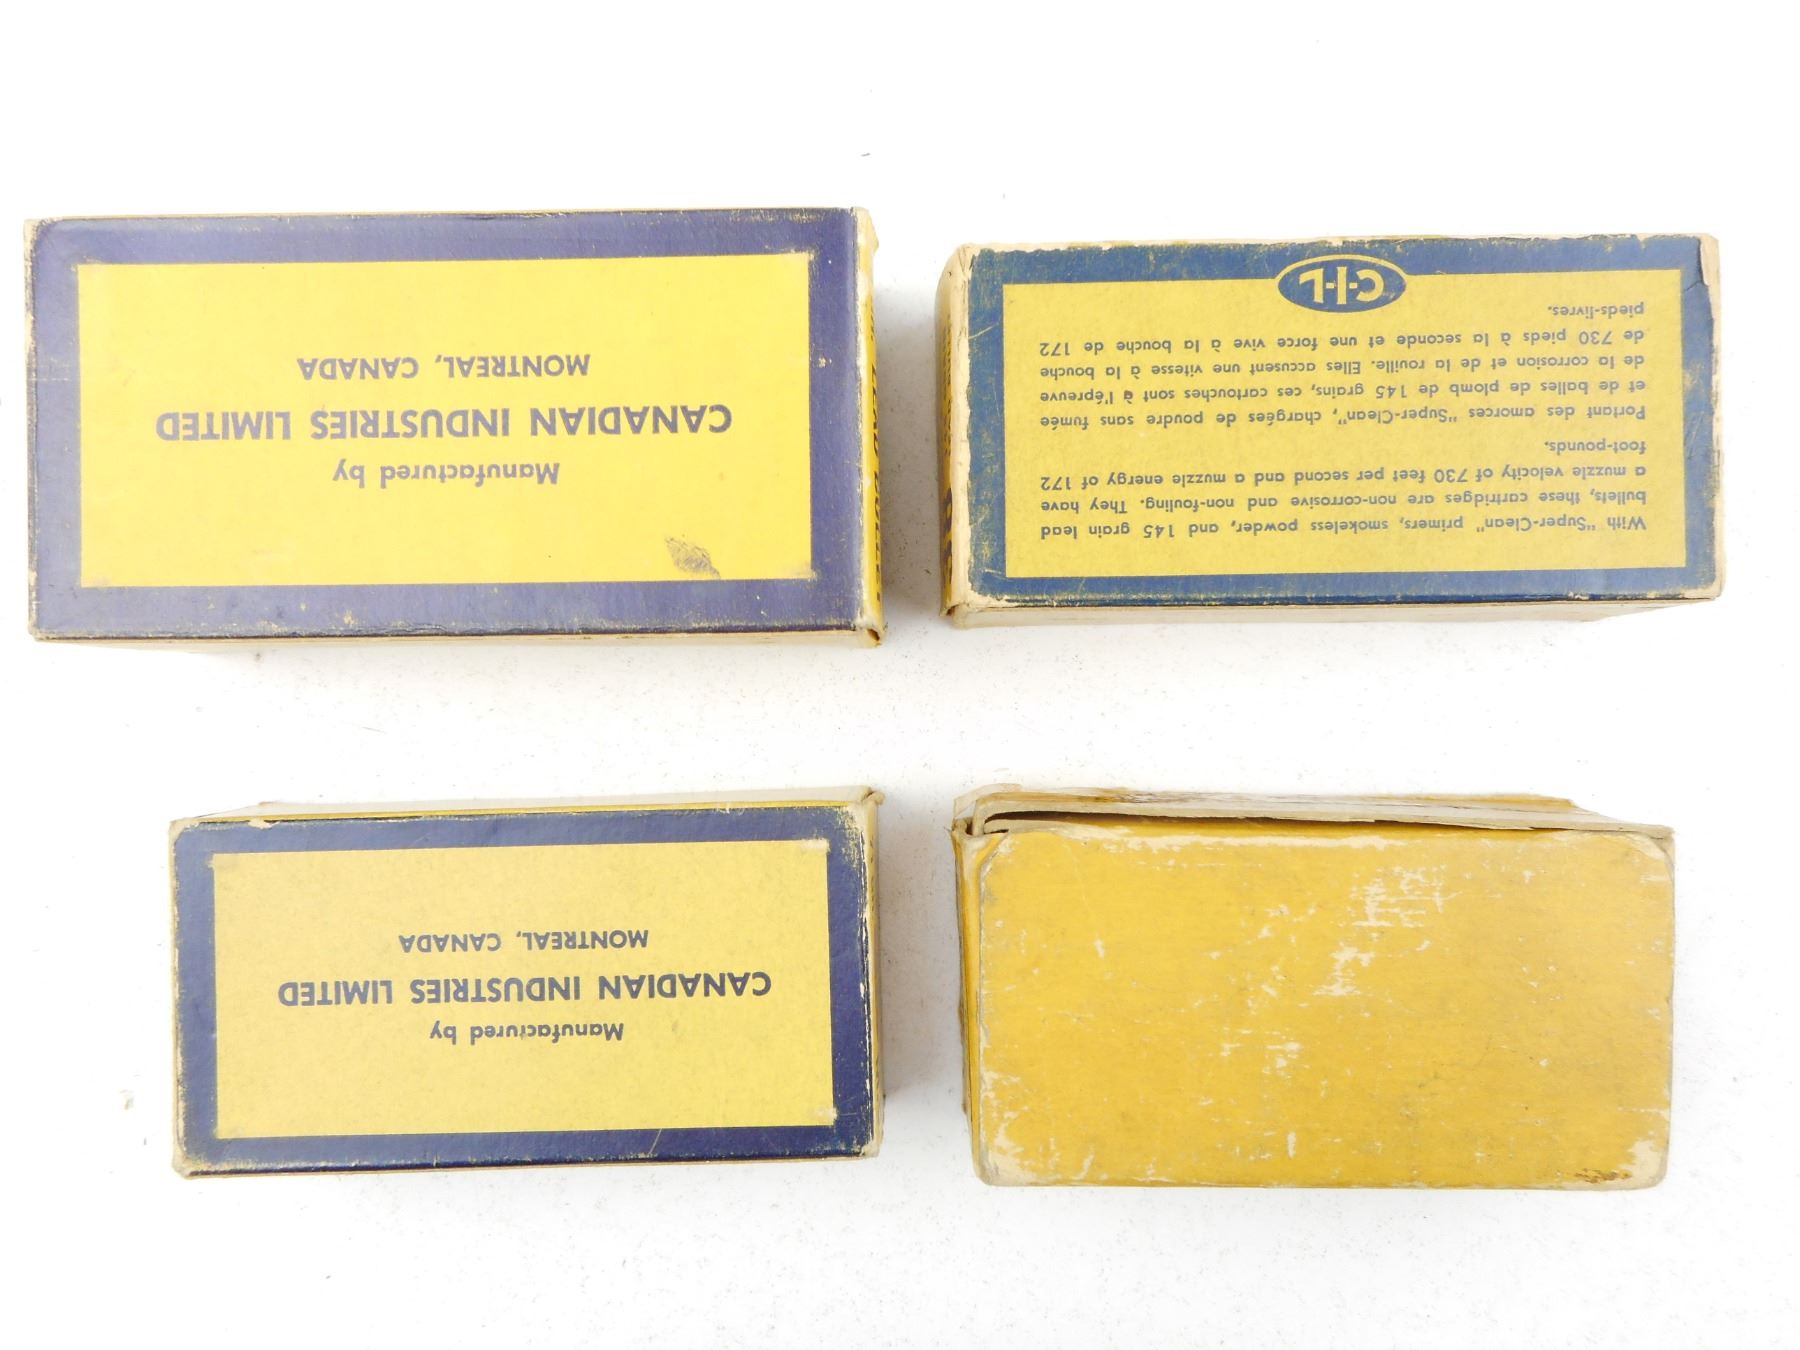 Manufactured by
CANADIAN INDUSTRIES LIMITED
MONTREAL, CANADA
With "Super-Clean" primers, smokeless powder, and 145 grain lead
bullets, these cartridges are non-corrosive and non-fouling. They have
a muzzle velocity of 730 feet per second and a muzzle energy of 172
foot-pounds.
Portant des amorces "Super-Clean", chargées de poudre sans fumée
et de balles de plomb de 145 grains, ces cartouches sont à l'épreuve
de la corrosion et de la rouille. Elles accusent une vitesse à la bouche
de 730 pieds à la seconde et une force vive à la bouche de 172
pieds-livres.
C-I-L
Manufactured by
CANADIAN INDUSTRIES LIMITED
MONTREAL, CANADA